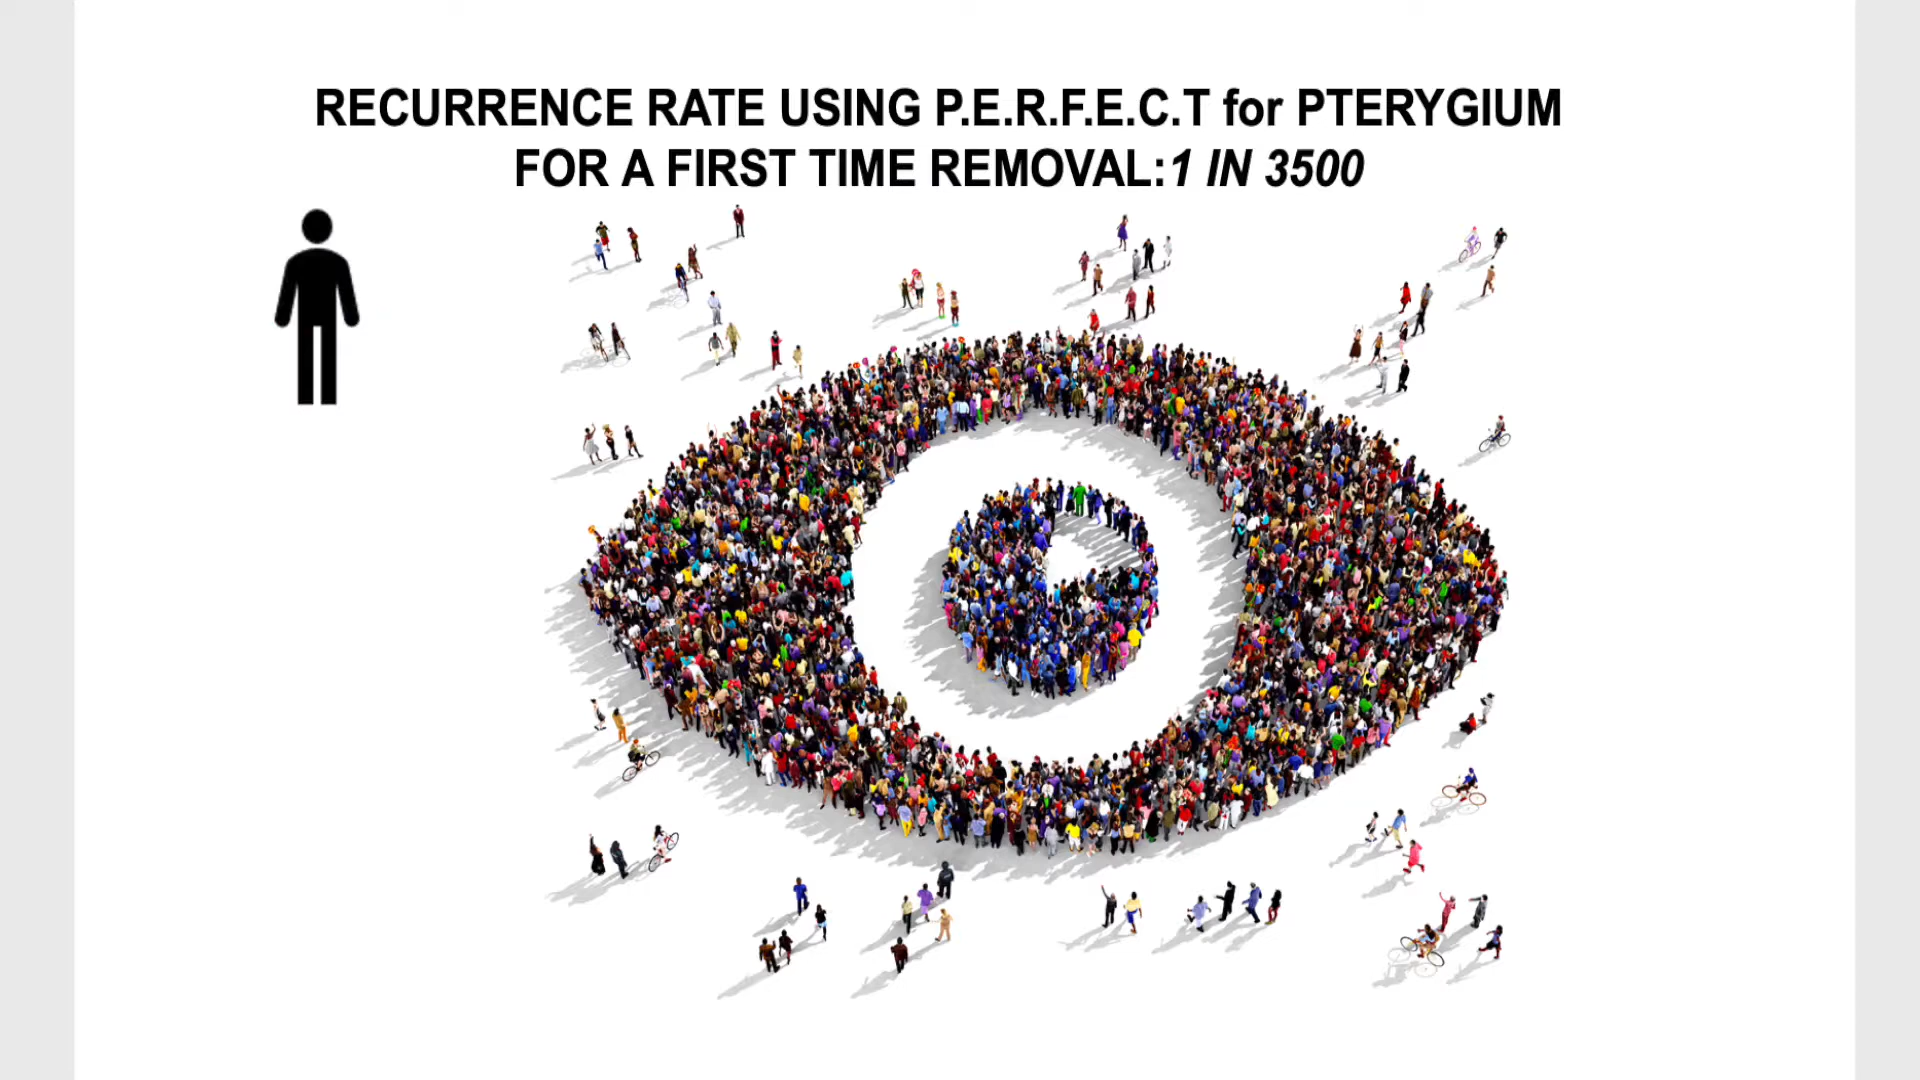 RECURRENCE RATE USING P.E.R.F.E.C.T for PTERYGIUM
FOR A FIRST TIME REMOVAL:1 IN 3500